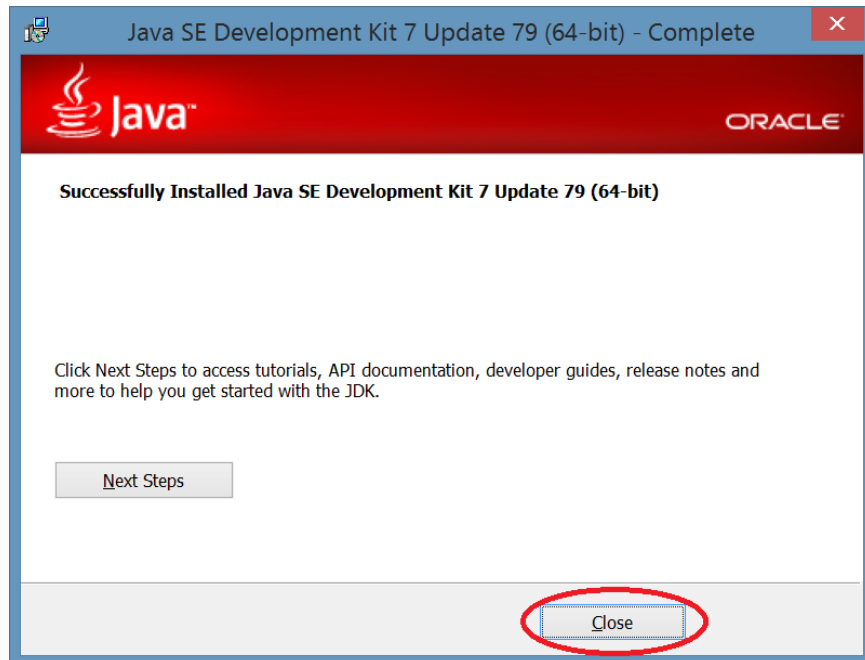 Java SE Development Kit 7 Update 79 (64-bit) - Complete
Java™
ORACLE
Successfully Installed Java SE Development Kit 7 Update 79 (64-bit)
Click Next Steps to access tutorials, API documentation, developer guides, release notes and
more to help you get started with the JDK.
Next Steps
Close